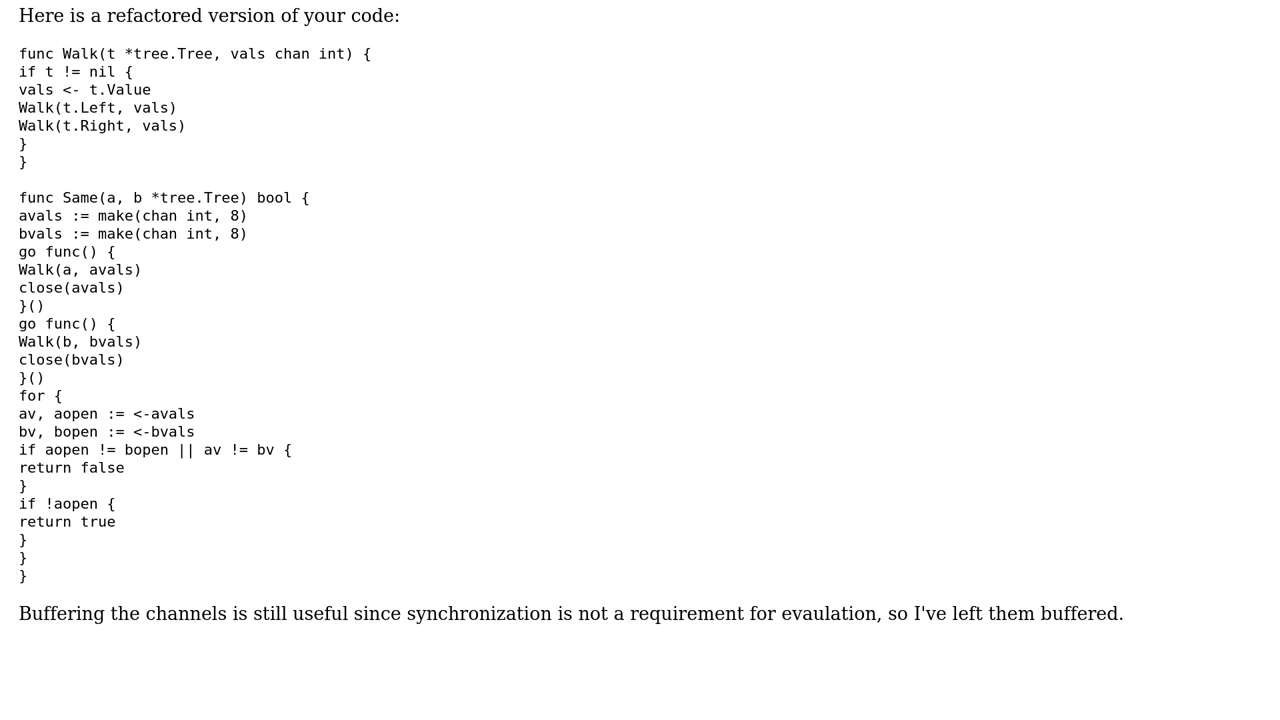 Here is a refactored version of your code:
func Walk(t *tree.Tree, vals chan int) {
if t != nil {
vals <- t.Value
Walk(t.Left, vals)
Walk(t.Right, vals)
}
}
func Same(a, b *tree.Tree) bool {
avals := make(chan int, 8)
bvals := make(chan int, 8)
go func() {
Walk(a, avals)
close(avals)
}()
go func() {
Walk(b, bvals)
close(bvals)
}()
for {
av, aopen := <-avals
bv, bopen := <-bvals
if aopen != bopen || av != bv {
return false
}
if !aopen {
return true
}
}
}
Buffering the channels is still useful since synchronization is not a requirement for evaulation, so I've left them buffered.